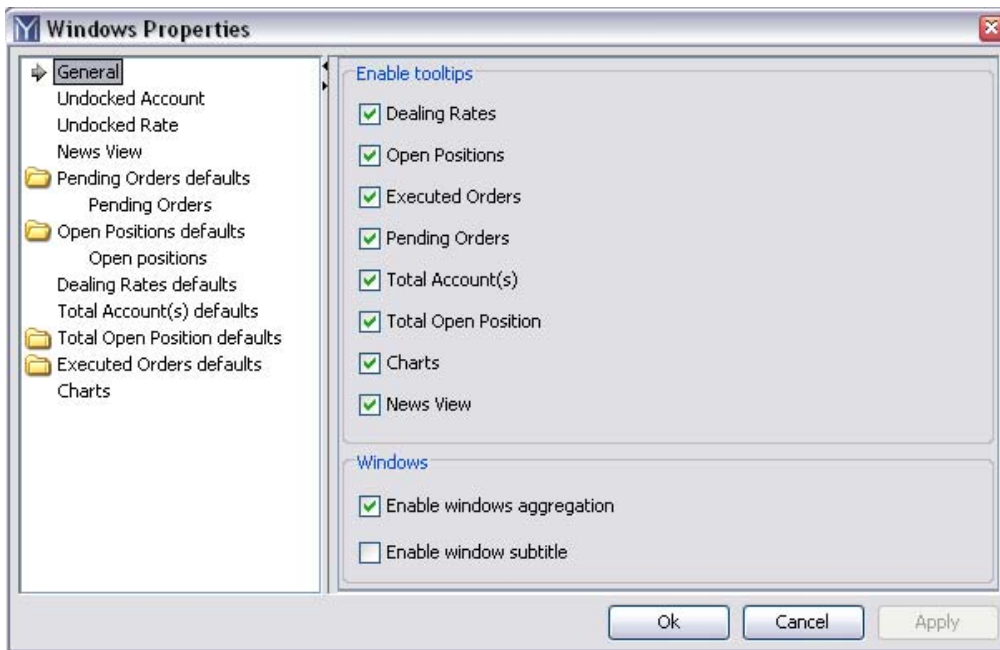 Windows Properties
General
Undocked Account
Undocked Rate
News View
Pending Orders defaults
Pending Orders
Open Positions defaults
Open positions
Dealing Rates defaults
Total Account(s) defaults
Total Open Position defaults
Executed Orders defaults
Charts
Enable tooltips
Dealing Rates
Open Positions
Executed Orders
Pending Orders
Total Account(s)
Total Open Position
Charts
News View
Windows
Enable windows aggregation
Enable window subtitle
Ok
Cancel
Apply